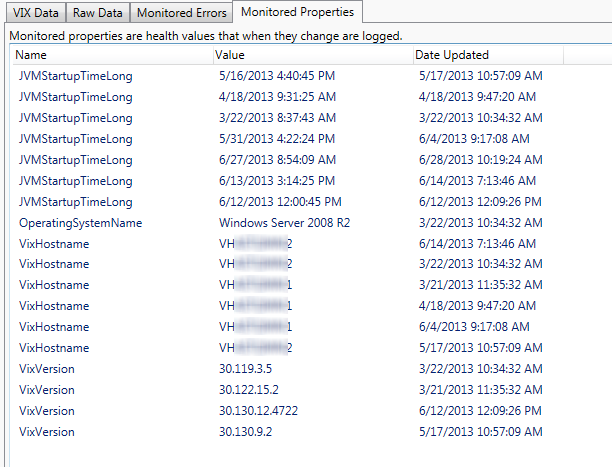 VIX Data Raw Data Monitored Errors Monitored Properties
Monitored properties are health values that when they change are logged.
Name Value Date Updated
JVMStartupTimeLong 5/16/2013 4:40:45 PM 5/17/2013 10:57:09 AM
JVMStartupTimeLong 4/18/2013 9:31:25 AM 4/18/2013 9:47:20 AM
JVMStartupTimeLong 3/22/2013 8:37:43 AM 3/22/2013 10:34:32 AM
JVMStartupTimeLong 5/31/2013 4:22:24 PM 6/4/2013 9:17:08 AM
JVMStartupTimeLong 6/27/2013 8:54:09 AM 6/28/2013 10:19:24 AM
JVMStartupTimeLong 6/13/2013 3:14:25 PM 6/14/2013 7:13:46 AM
JVMStartupTimeLong 6/12/2013 12:00:45 PM 6/12/2013 12:09:26 PM
OperatingSystemName Windows Server 2008 R2 3/22/2013 10:34:32 AM
VixHostname VH 2 6/14/2013 7:13:46 AM
VixHostname VH 2 3/22/2013 10:34:32 AM
VixHostname VH 1 3/21/2013 11:35:32 AM
VixHostname VH 1 4/18/2013 9:47:20 AM
VixHostname VH 1 6/4/2013 9:17:08 AM
VixHostname VH 2 5/17/2013 10:57:09 AM
VixVersion 30.119.3.5 3/22/2013 10:34:32 AM
VixVersion 30.122.15.2 3/21/2013 11:35:32 AM
VixVersion 30.130.12.4722 6/12/2013 12:09:26 PM
VixVersion 30.130.9.2 5/17/2013 10:57:09 AM